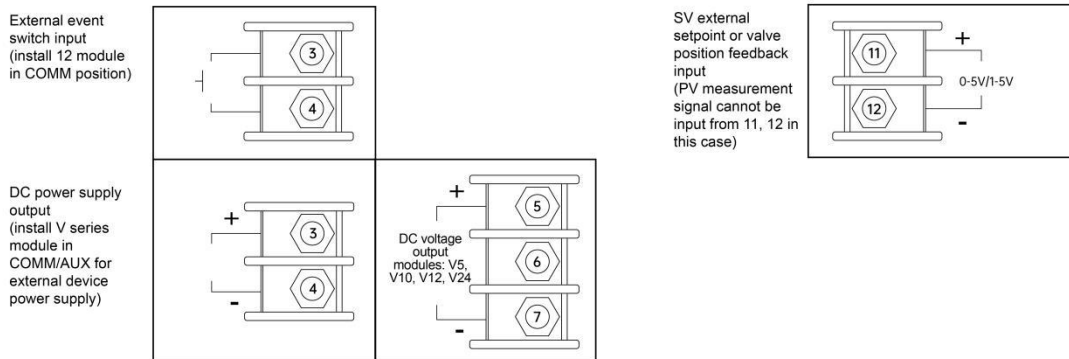 External event
switch input
(install 12 module
in COMM position)
3
4
SV external
setpoint or valve
position feedback
input
(PV measurement
signal cannot be
input from 11, 12 in
this case)
11
12
+
0-5V/1-5V
-
DC power supply
output
(install V series
module in
COMM/AUX for
external device
power supply)
+
3
4
-
+
DC voltage
output
modules: V5,
V10, V12, V24
-
5
6
7